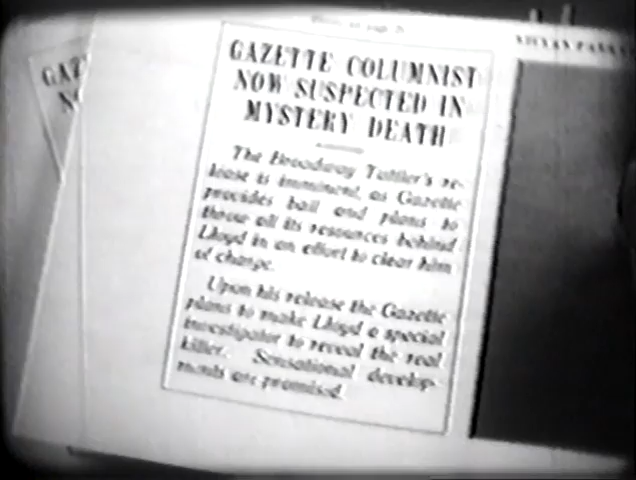 GAZ
GAZETTE COLUMNIST
NOW SUSPECTED IN
MYSTERY DEATH
The Broadway Tattler's re-
lease is imminent, as Gazette
provides bail and plans to
throw all its resources behind
Lloyd in an effort to clear him
of charge.
Upon his release the Gazette
plans to make Lloyd a special
investigator to reveal the real
killer. Sensational develop-
ments are promised.